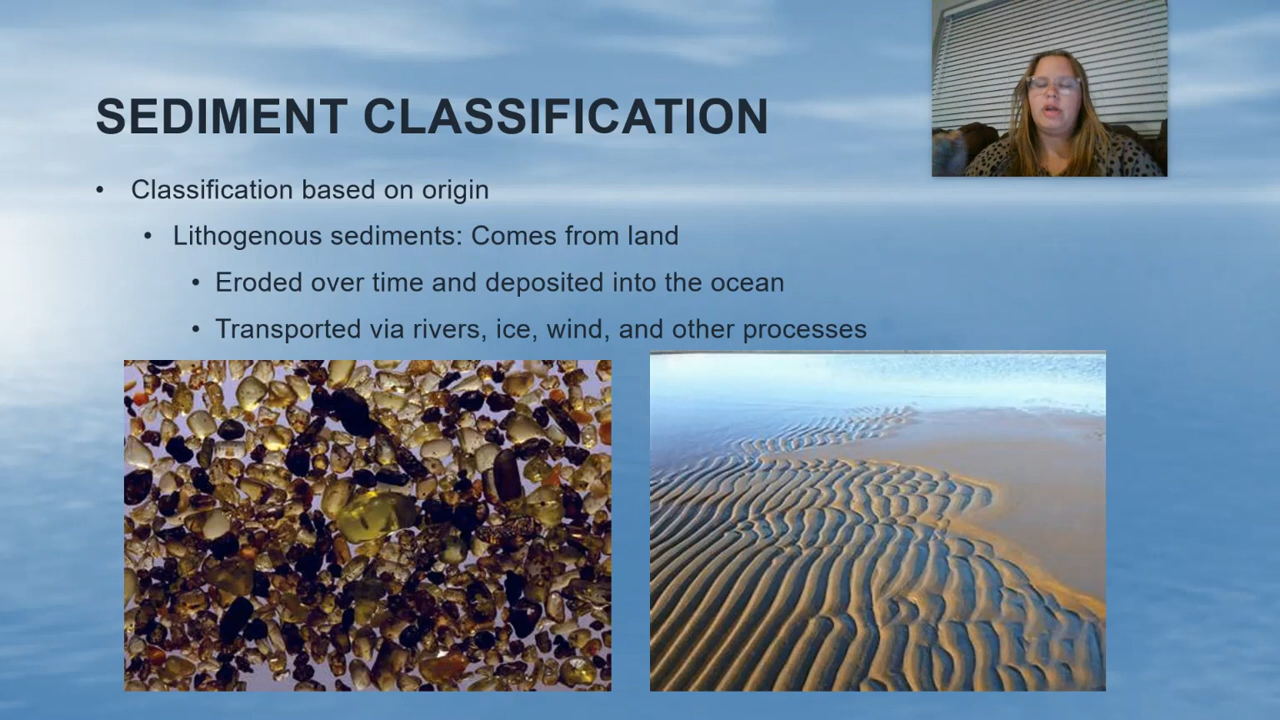 SEDIMENT CLASSIFICATION
• Classification based on origin
• Lithogenous sediments: Comes from land
• Eroded over time and deposited into the ocean
• Transported via rivers, ice, wind, and other processes